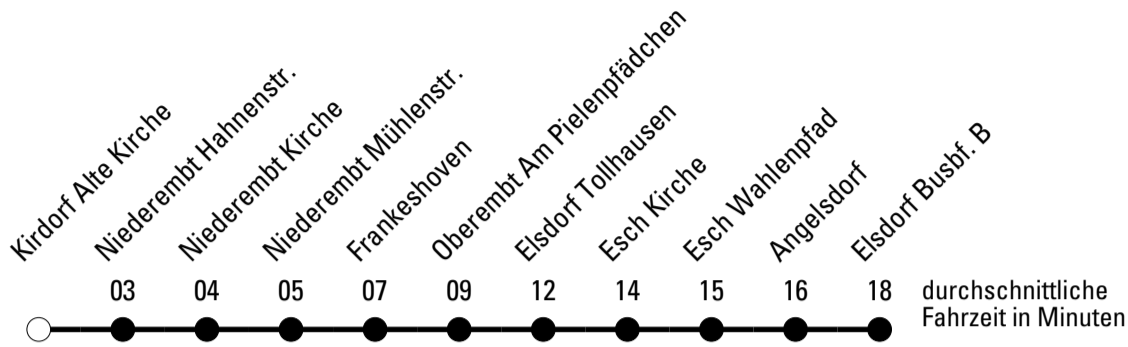 Kirdorf Alte Kirche
Niederembt Hahnenstr.
Niederembt Kirche
Niederembt Mühlenstr.
Frankeshoven
Oberembt Am Pielenpfädchen
Elsdorf Tollhausen
Esch Kirche
Esch Wahlenpfad
Angelsdorf
Elsdorf Busbf. B
03 04 05 07 09 12 14 15 16 18
durchschnittliche
Fahrzeit in Minuten